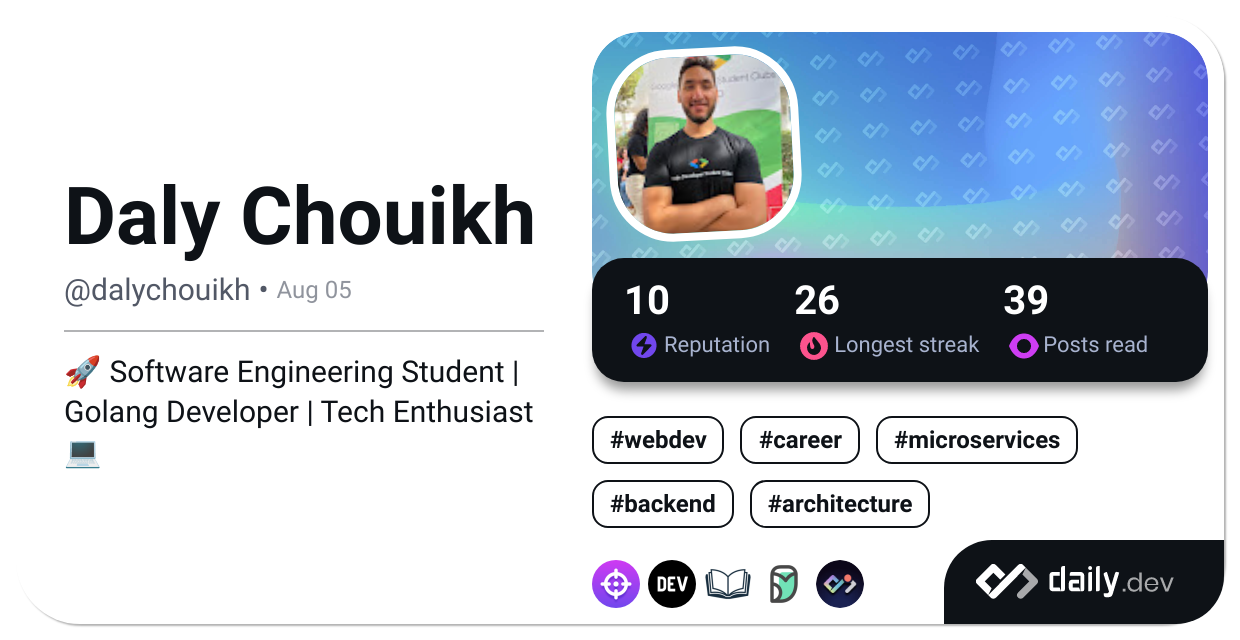 Daly Chouikh
@dalychouikh • Aug 05
🚀 Software Engineering Student |
Golang Developer | Tech Enthusiast
💻
10 26 39
Reputation Longest streak Posts read
#webdev #career #microservices
#backend #architecture
DEV
daily.dev